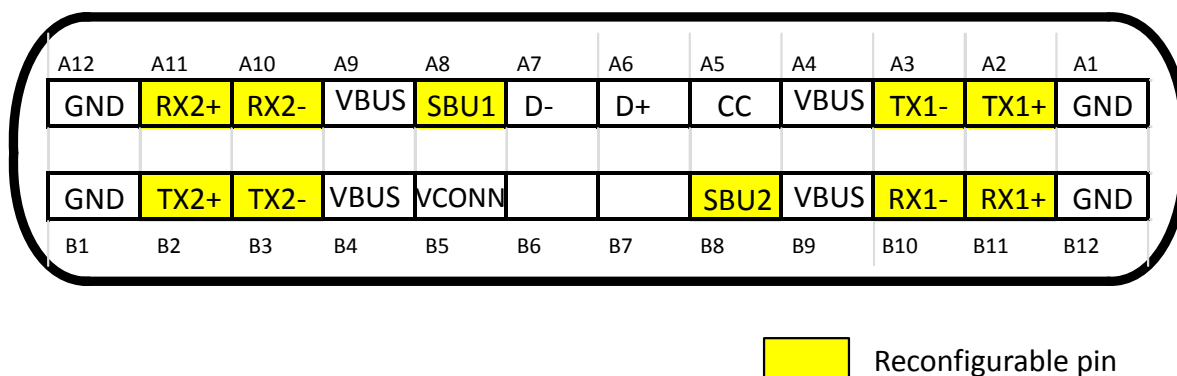 A12 A11 A10 A9 A8 A7 A6 A5 A4 A3 A2 A1
GND RX2+ RX2- VBUS SBU1 D- D+ CC VBUS TX1- TX1+ GND
GND TX2+ TX2- VBUS VCONN SBU2 VBUS RX1- RX1+ GND
B1 B2 B3 B4 B5 B6 B7 B8 B9 B10 B11 B12
Reconfigurable pin